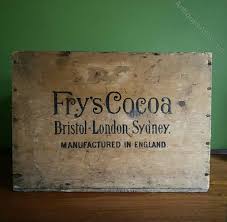 Fry's Cocoa
Bristol·London·Sydney.
MANUFACTURED IN ENGLAND